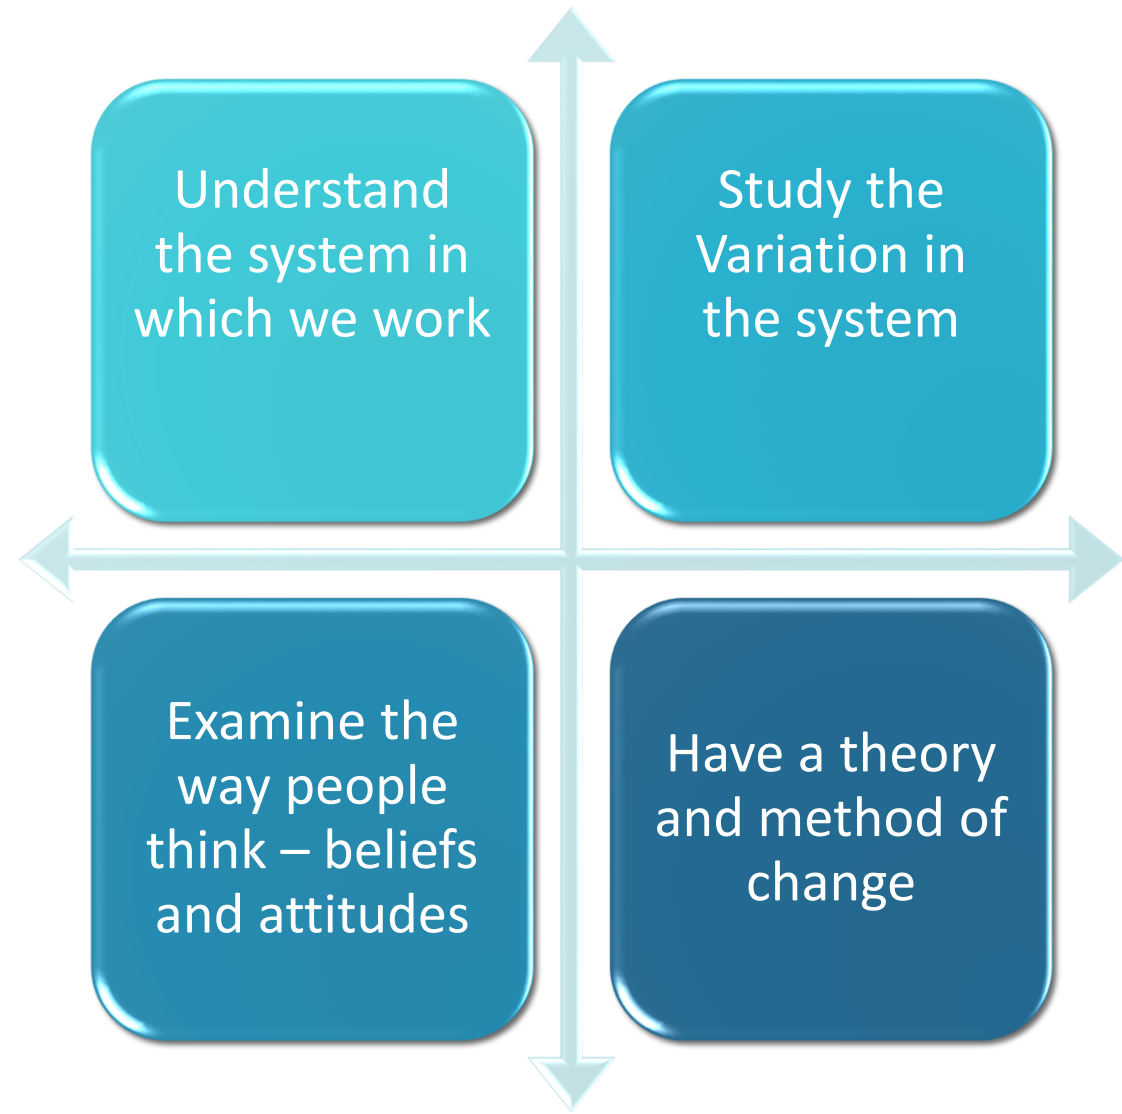 Understand
the system in
which we work
Study the
Variation in
the system
Examine the
way people
think – beliefs
and attitudes
Have a theory
and method of
change